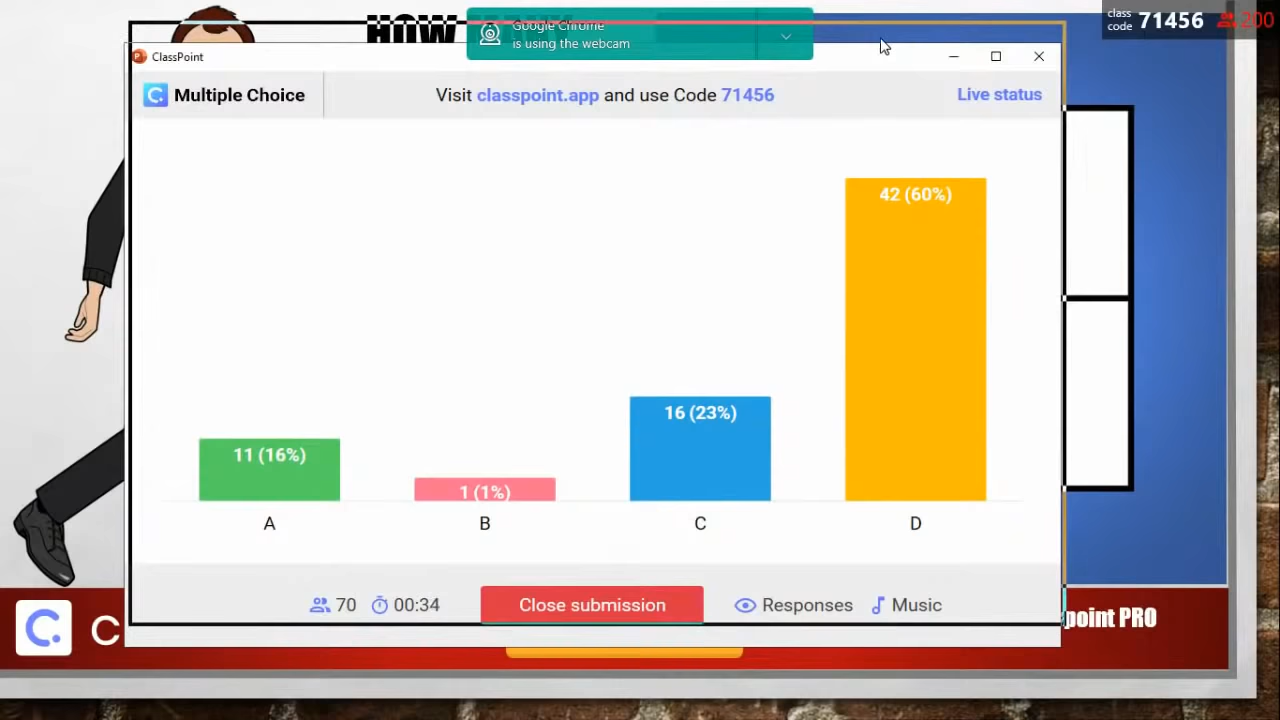 HOW
Google Chrome
is using the webcam
class
code 71456 200
ClassPoint
Multiple Choice
Visit classpoint.app and use Code 71456
Live status
42 (60%)
16 (23%)
11 (16%)
1 (1%)
A B C D
70 00:34 Close submission Responses Music
C
point PRO